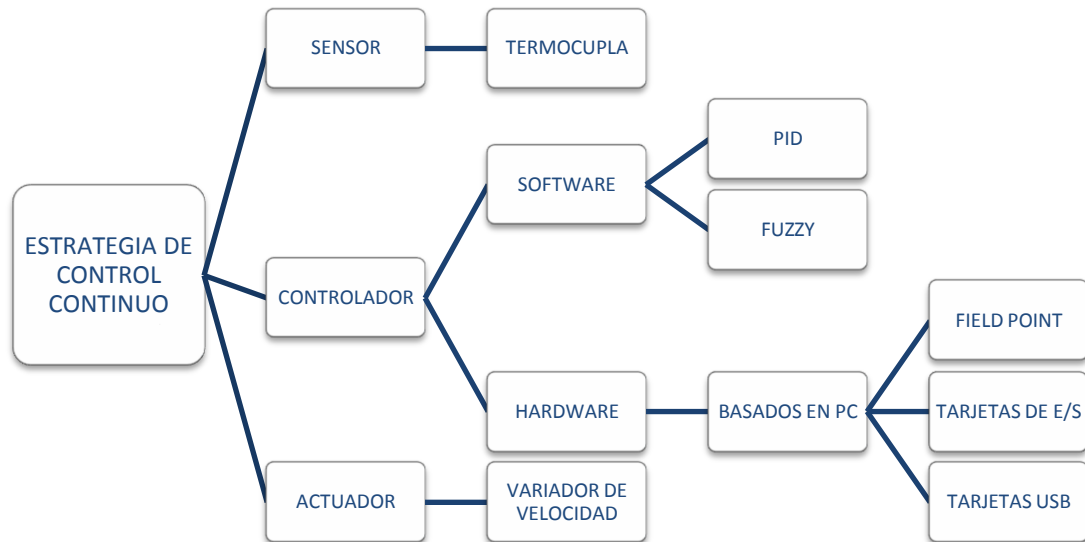 SENSOR
TERMOCUPLA
PID
SOFTWARE
FUZZY
ESTRATEGIA DE
CONTROL
CONTINUO
CONTROLADOR
FIELD POINT
HARDWARE
BASADOS EN PC
TARJETAS DE E/S
ACTUADOR
VARIADOR DE
VELOCIDAD
TARJETAS USB